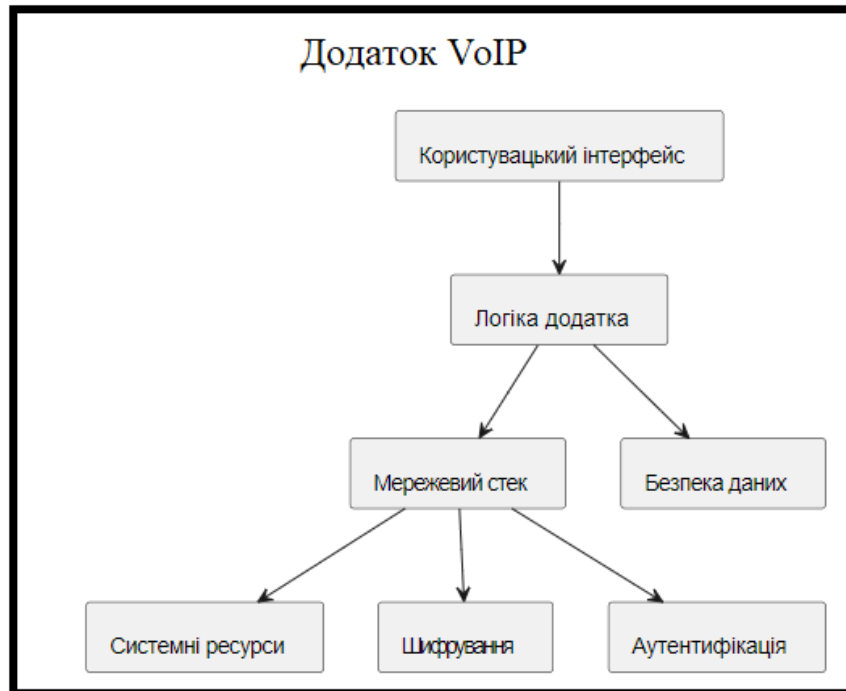 Додаток VoIP
Користувацький інтерфейс
Логіка додатка
Мережевий стек
Безпека даних
Системні ресурси
Шифрування
Аутентифікація